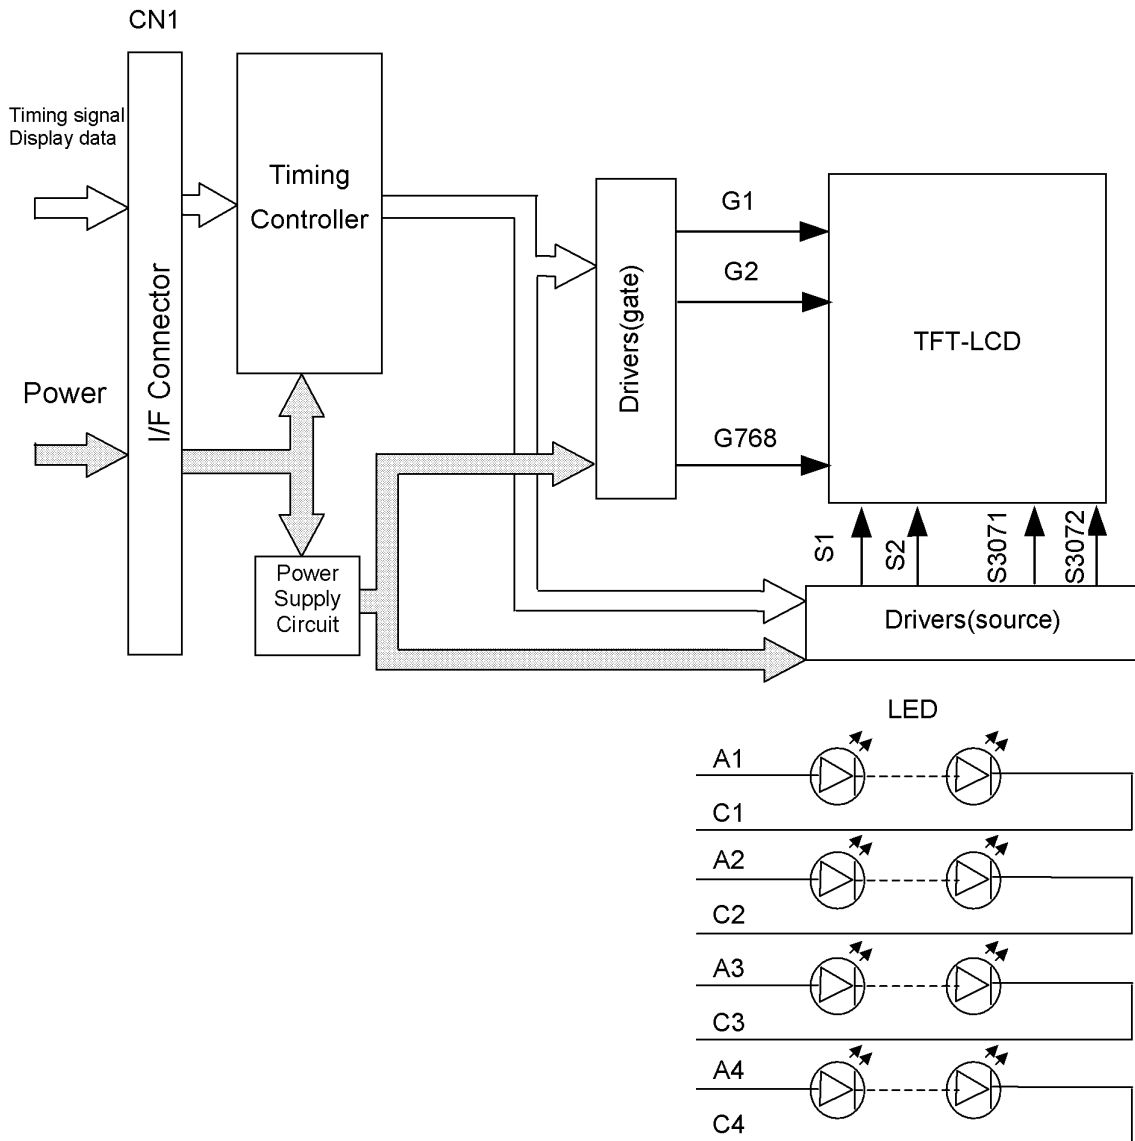 CN1
Timing signal
Display data
Power
I/F Connector
Timing
Controller
Power
Supply
Circuit
Drivers(gate)
G1
G2
G768
TFT-LCD
S1
S2
S3071
S3072
Drivers(source)
LED
A1
C1
A2
C2
A3
C3
A4
C4